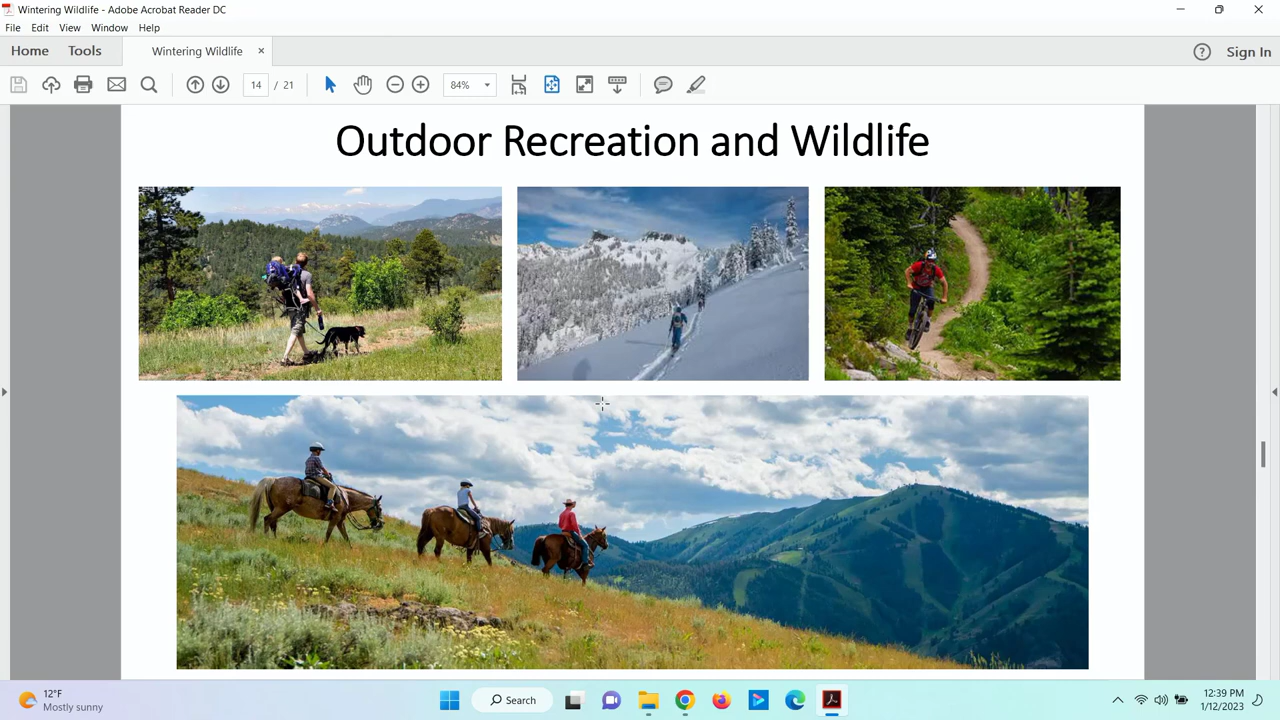 Wintering Wildlife - Adobe Acrobat Reader DC
File Edit View Window Help
Home Tools Wintering Wildlife × ? Sign In
14 / 21 84%
Outdoor Recreation and Wildlife
12°F
Mostly sunny
Search
12:39 PM
1/12/2023